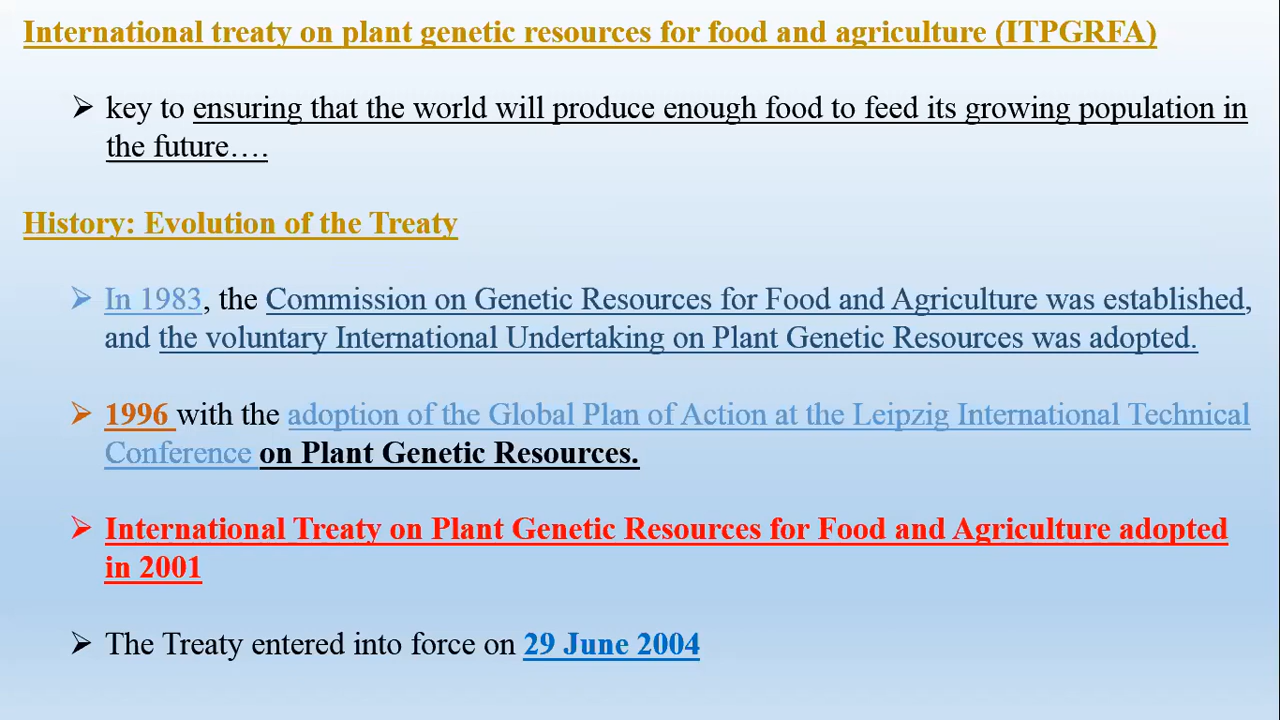 International treaty on plant genetic resources for food and agriculture (ITPGRFA)
➢ key to ensuring that the world will produce enough food to feed its growing population in
the future….
History: Evolution of the Treaty
➢ In 1983, the Commission on Genetic Resources for Food and Agriculture was established,
and the voluntary International Undertaking on Plant Genetic Resources was adopted.
➢ 1996 with the adoption of the Global Plan of Action at the Leipzig International Technical
Conference on Plant Genetic Resources.
➢ International Treaty on Plant Genetic Resources for Food and Agriculture adopted
in 2001
➢ The Treaty entered into force on 29 June 2004